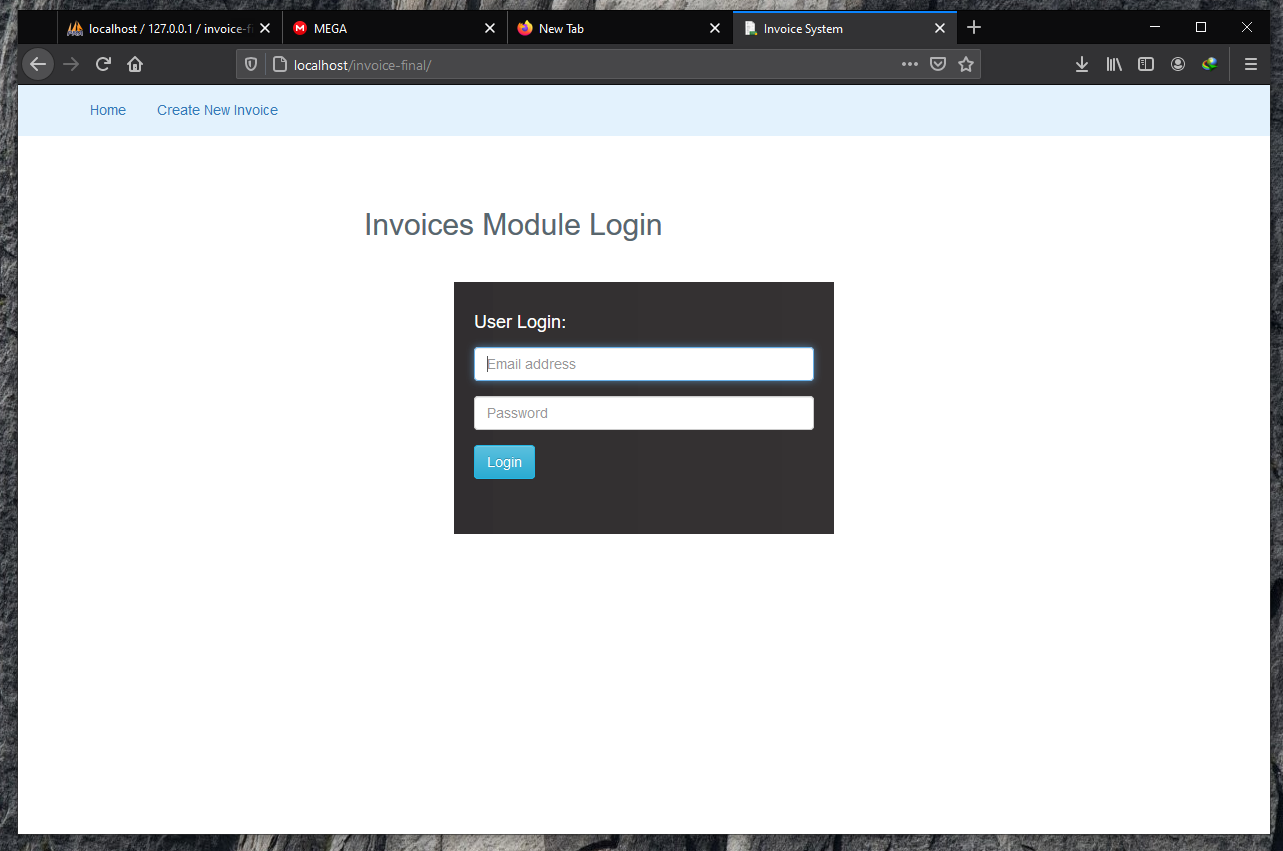 localhost / 127.0.0.1 / invoice-fi
MEGA
New Tab
Invoice System
localhost/invoice-final/
Home
Create New Invoice
Invoices Module Login
User Login:
Email address
Password
Login